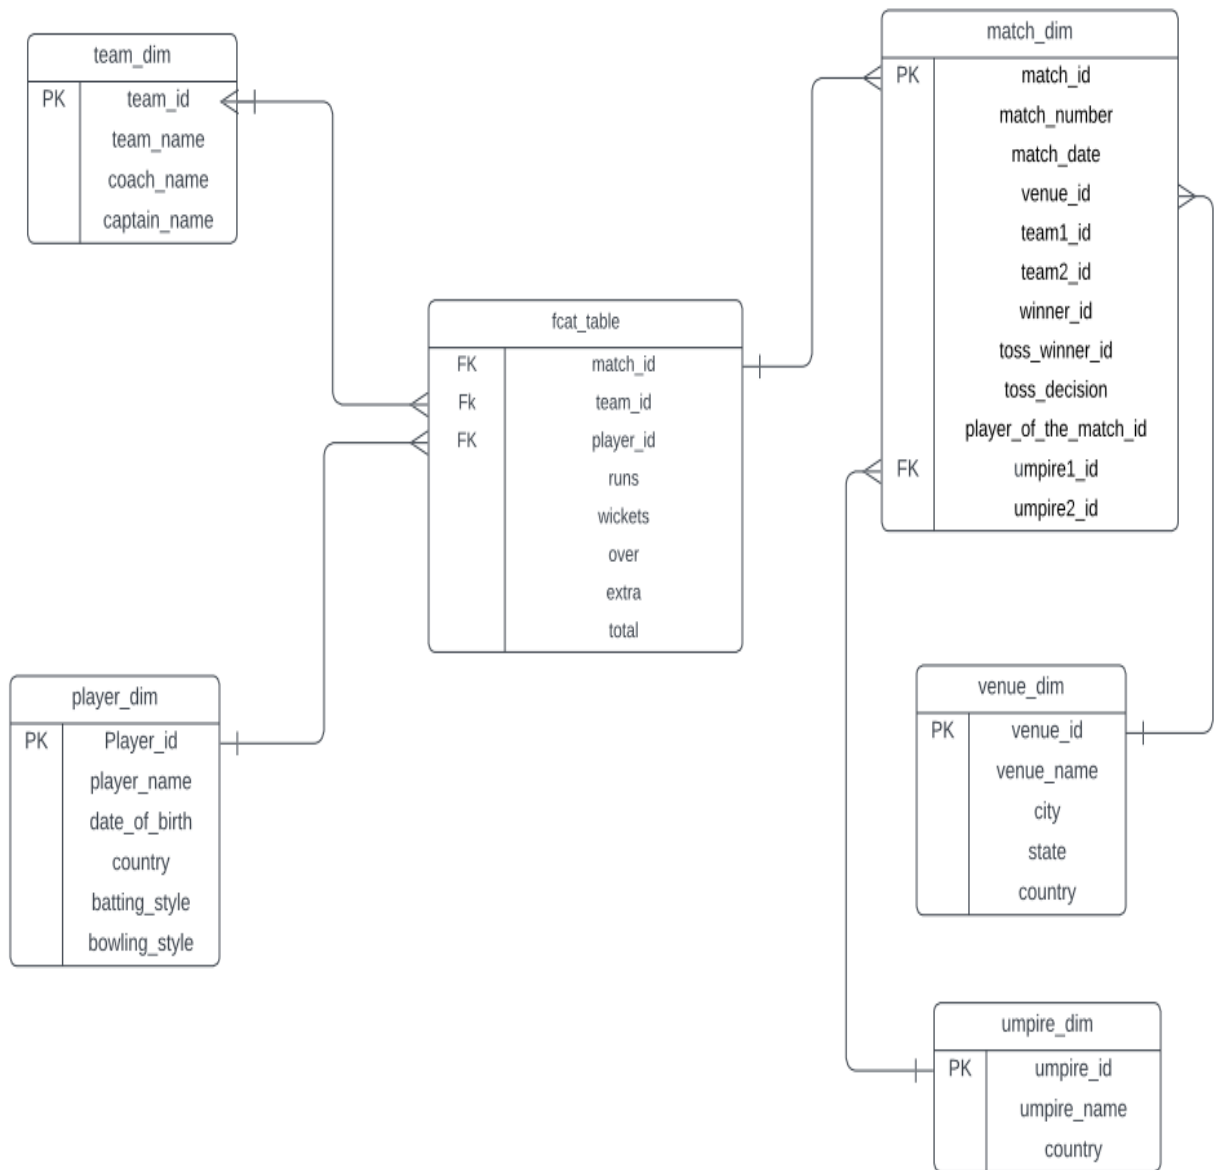 team_dim
PK team_id
team_name
coach_name
captain_name
match_dim
PK match_id
match_number
match_date
venue_id
team1_id
team2_id
winner_id
toss_winner_id
toss_decision
player_of_the_match_id
FK umpire1_id
umpire2_id
fcat_table
FK match_id
Fk team_id
FK player_id
runs
wickets
over
extra
total
player_dim
PK Player_id
player_name
date_of_birth
country
batting_style
bowling_style
venue_dim
PK venue_id
venue_name
city
state
country
umpire_dim
PK umpire_id
umpire_name
country